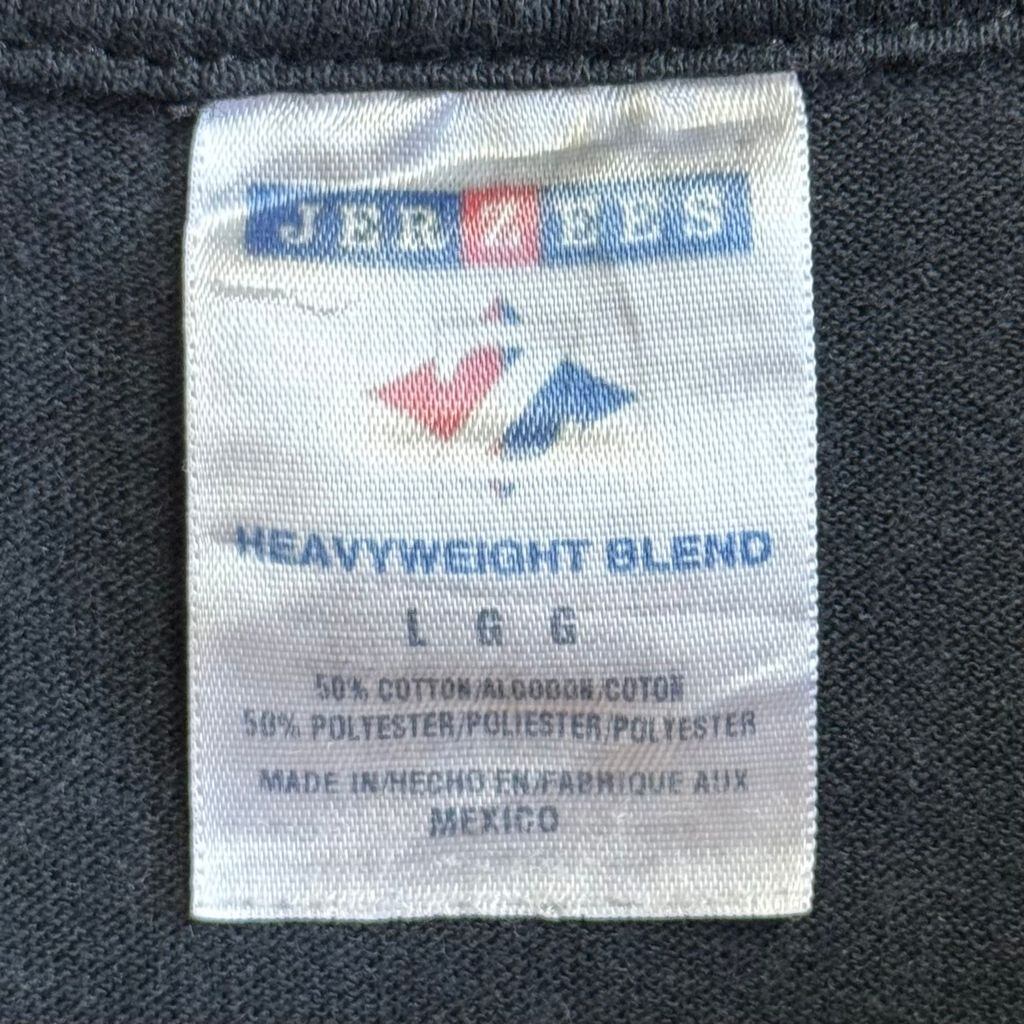 JERZEES
HEAVYWEIGHT BLEND
L G G
50% COTTON/ALGODON/COTON
50% POLYESTER/POLIESTER/POLYESTER
MADE IN/HECHO EN/FABRIQUE AUX
MEXICO